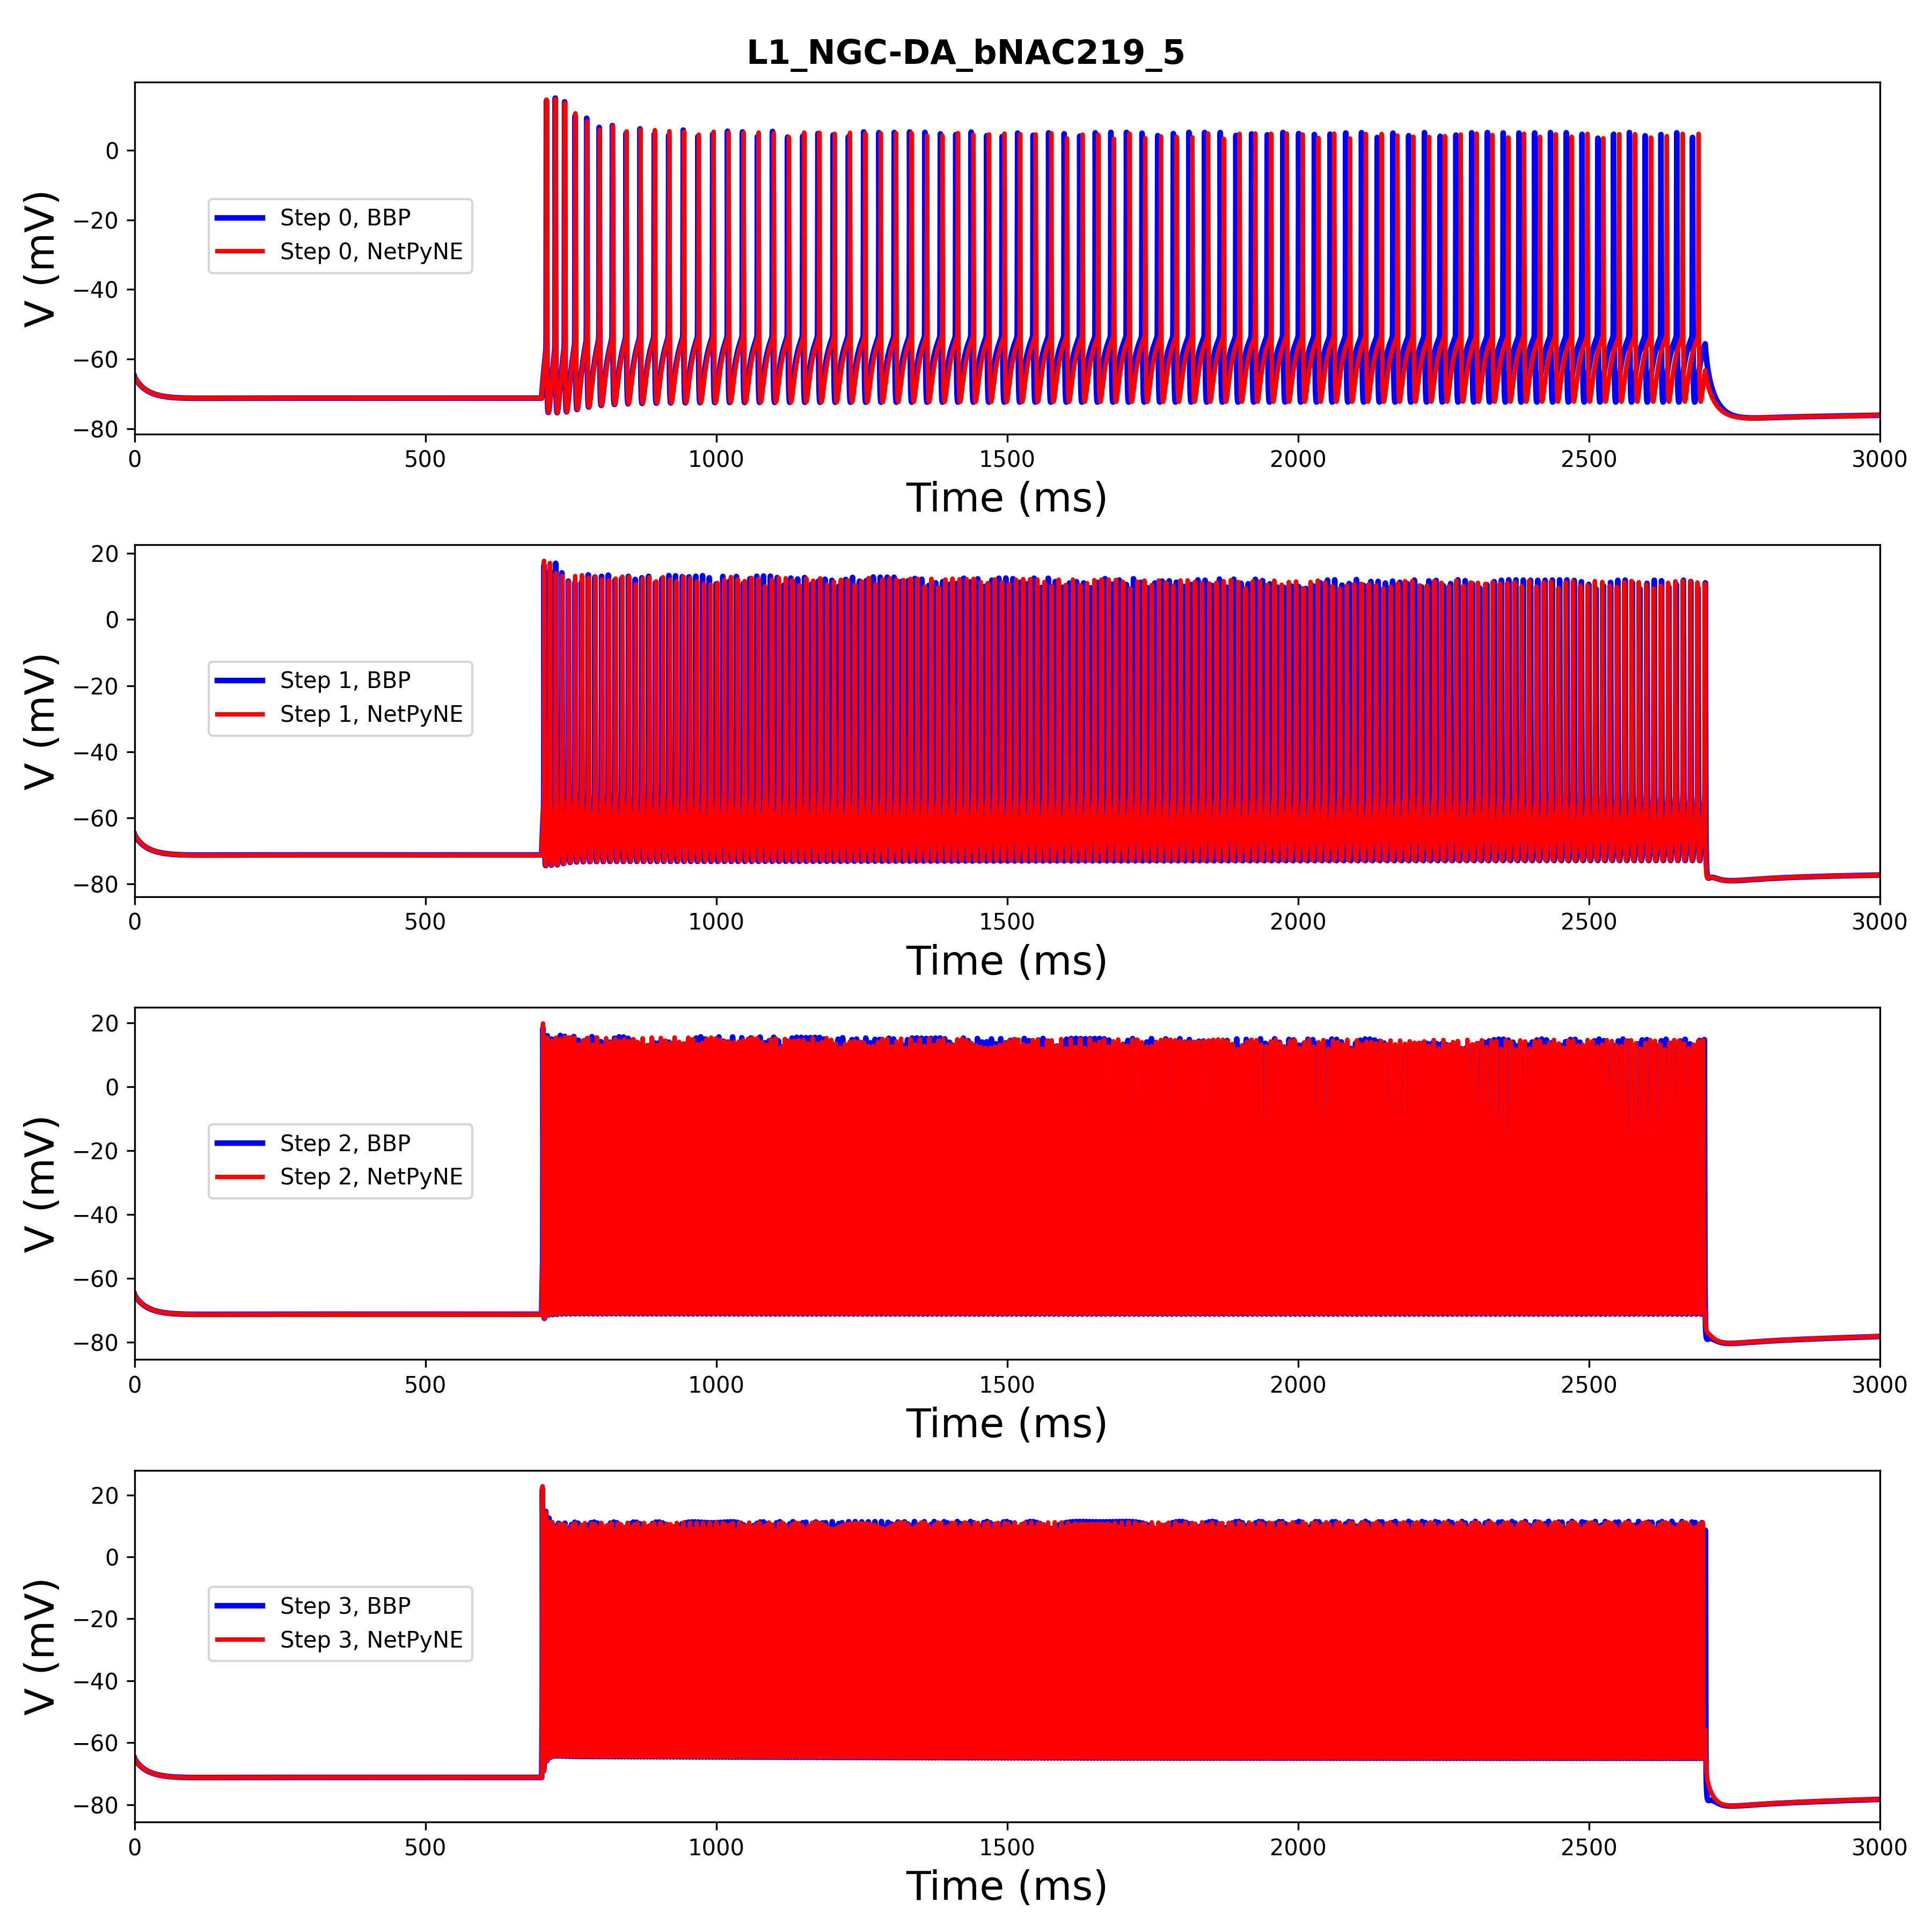 L1_NGC-DA_bNAC219_5
0
−20
−40
−60
−80
V (mV)
Step 0, BBP
Step 0, NetPyNE
0 500 1000 1500 2000 2500 3000
Time (ms)
20
0
−20
−40
−60
−80
V (mV)
Step 1, BBP
Step 1, NetPyNE
0 500 1000 1500 2000 2500 3000
Time (ms)
20
0
−20
−40
−60
−80
V (mV)
Step 2, BBP
Step 2, NetPyNE
0 500 1000 1500 2000 2500 3000
Time (ms)
20
0
−20
−40
−60
−80
V (mV)
Step 3, BBP
Step 3, NetPyNE
0 500 1000 1500 2000 2500 3000
Time (ms)